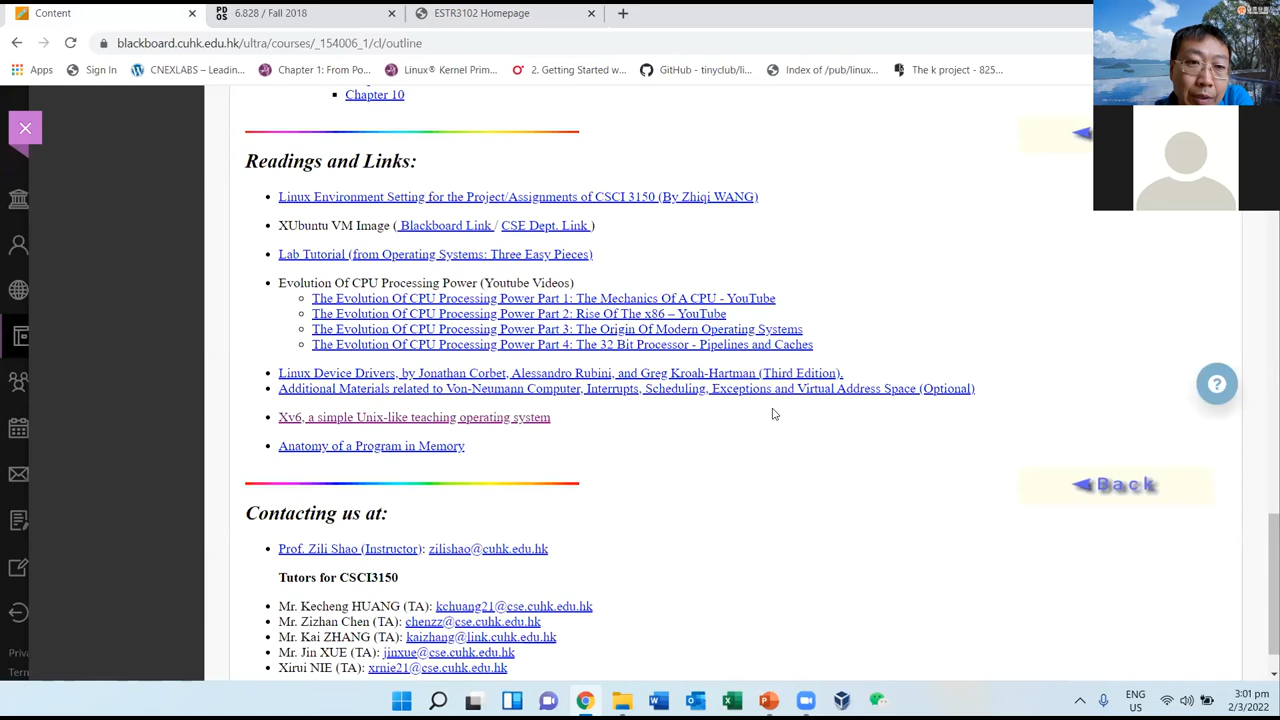 Content
PD OS
6.828 / Fall 2018
ESTR3102 Homepage
blackboard.cuhk.edu.hk/ultra/courses/_154006_1/cl/outline
Apps
Sign In
CNEXLABS – Leadin...
Chapter 1: From Po...
Linux® Kernel Prim...
2. Getting Started w...
GitHub - tinyclub/li...
Index of /pub/linux...
The k project - 825...
Chapter 10
Readings and Links:
Linux Environment Setting for the Project/Assignments of CSCI 3150 (By Zhiqi WANG)
XUbuntu VM Image ( Blackboard Link / CSE Dept. Link )
Lab Tutorial (from Operating Systems: Three Easy Pieces)
Evolution Of CPU Processing Power (Youtube Videos)
The Evolution Of CPU Processing Power Part 1: The Mechanics Of A CPU - YouTube
The Evolution Of CPU Processing Power Part 2: Rise Of The x86 – YouTube
The Evolution Of CPU Processing Power Part 3: The Origin Of Modern Operating Systems
The Evolution Of CPU Processing Power Part 4: The 32 Bit Processor - Pipelines and Caches
Linux Device Drivers, by Jonathan Corbet, Alessandro Rubini, and Greg Kroah-Hartman (Third Edition).
Additional Materials related to Von-Neumann Computer, Interrupts, Scheduling, Exceptions and Virtual Address Space (Optional)
Xv6, a simple Unix-like teaching operating system
Anatomy of a Program in Memory
Back
Contacting us at:
Prof. Zili Shao (Instructor): zilishao@cuhk.edu.hk
Tutors for CSCI3150
Mr. Kecheng HUANG (TA): kchuang21@cse.cuhk.edu.hk
Mr. Zizhan Chen (TA): chenzz@cse.cuhk.edu.hk
Mr. Kai ZHANG (TA): kaizhang@link.cuhk.edu.hk
Mr. Jin XUE (TA): jinxue@cse.cuhk.edu.hk
Xirui NIE (TA): xrnie21@cse.cuhk.edu.hk
Priva
Term
ENG
US
3:01 pm
2/3/2022